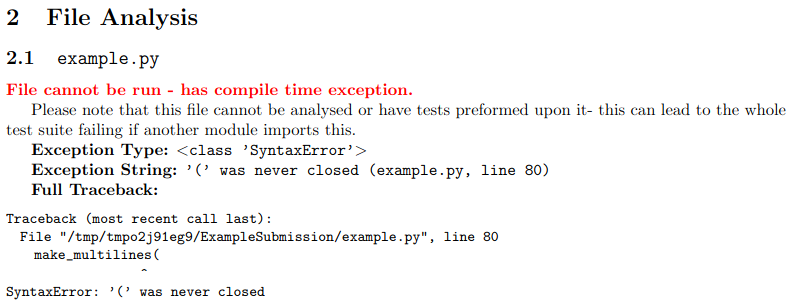 2 File Analysis
2.1 example.py
File cannot be run - has compile time exception.
Please note that this file cannot be analysed or have tests preformed upon it- this can lead to the whole
test suite failing if another module imports this.
Exception Type: <class 'SyntaxError'>
Exception String: '(' was never closed (example.py, line 80)
Full Traceback:
Traceback (most recent call last):
  File "/tmp/tmpo2j91eg9/ExampleSubmission/example.py", line 80
    make_multilines(
                   ^
SyntaxError: '(' was never closed